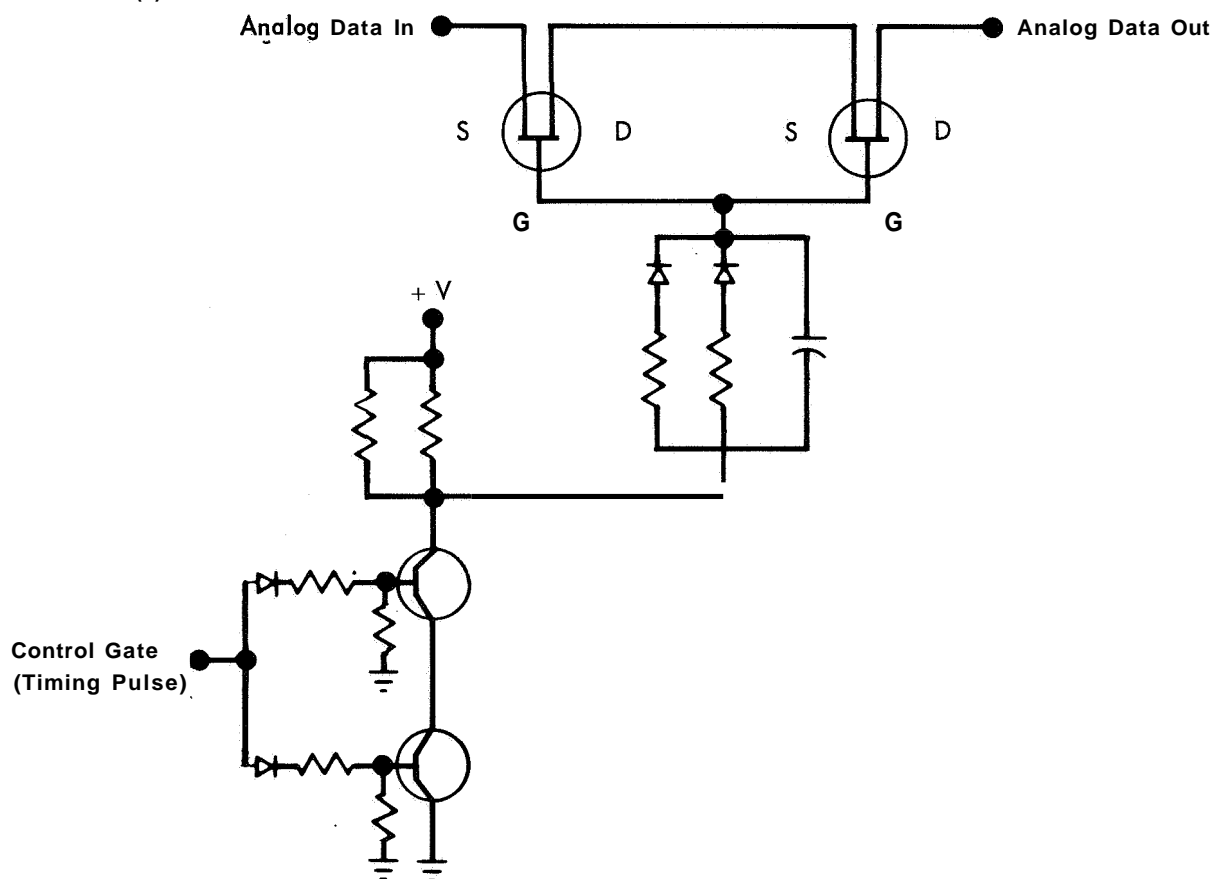 Analog Data In
Analog Data Out
S D S D
G G
+ V
Control Gate
(Timing Pulse)